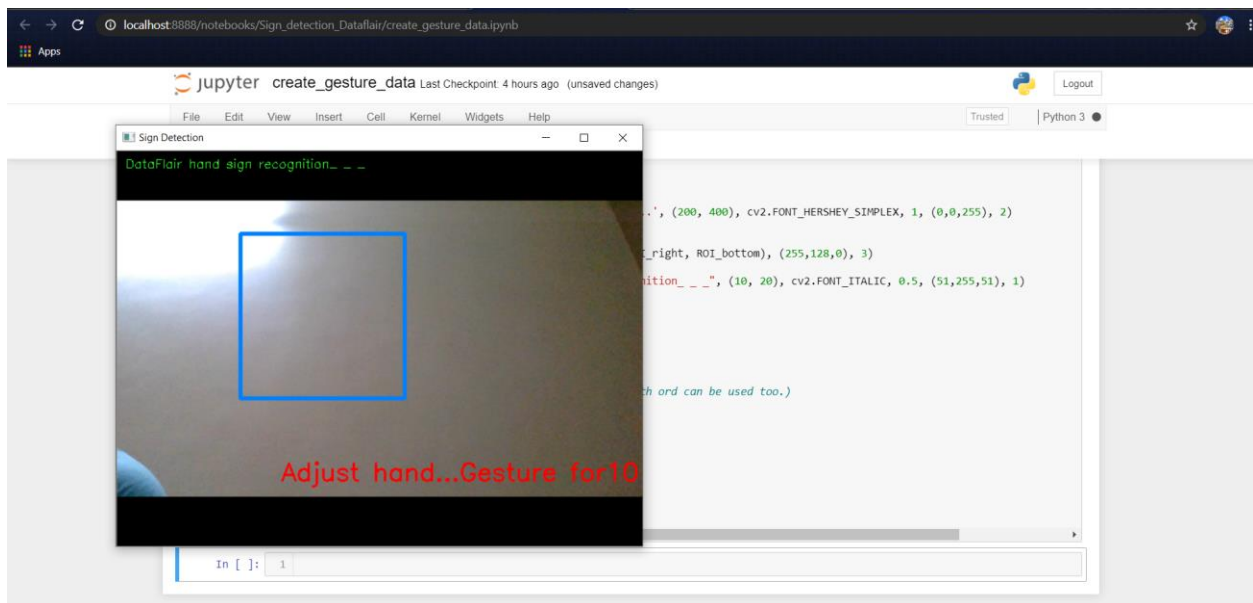 localhost:8888/notebooks/Sign_detection_Dataflair/create_gesture_data.ipynb
Apps
jupyter create_gesture_data Last Checkpoint: 4 hours ago (unsaved changes)
Logout
File Edit View Insert Cell Kernel Widgets Help
Trusted Python 3
Sign Detection
DataFlair hand sign recognition_ _ _
..', (200, 400), cv2.FONT_HERSHEY_SIMPLEX, 1, (0,0,255), 2)
I_right, ROI_bottom), (255,128,0), 3)
nition_ _ _", (10, 20), cv2.FONT_ITALIC, 0.5, (51,255,51), 1)
th ord can be used too.)
Adjust hand...Gesture for10
In [ ]: 1